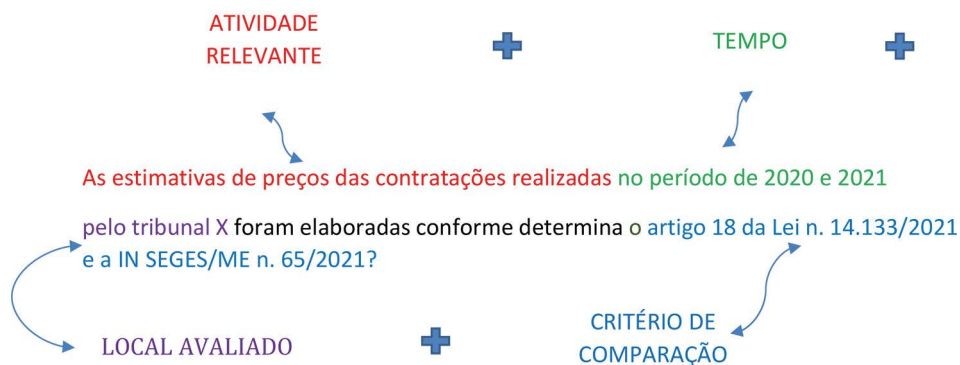 ATIVIDADE
RELEVANTE
TEMPO
As estimativas de preços das contratações realizadas no período de 2020 e 2021
pelo tribunal X foram elaboradas conforme determina o artigo 18 da Lei n. 14.133/2021
e a IN SEGES/ME n. 65/2021?
LOCAL AVALIADO
CRITÉRIO DE
COMPARAÇÃO